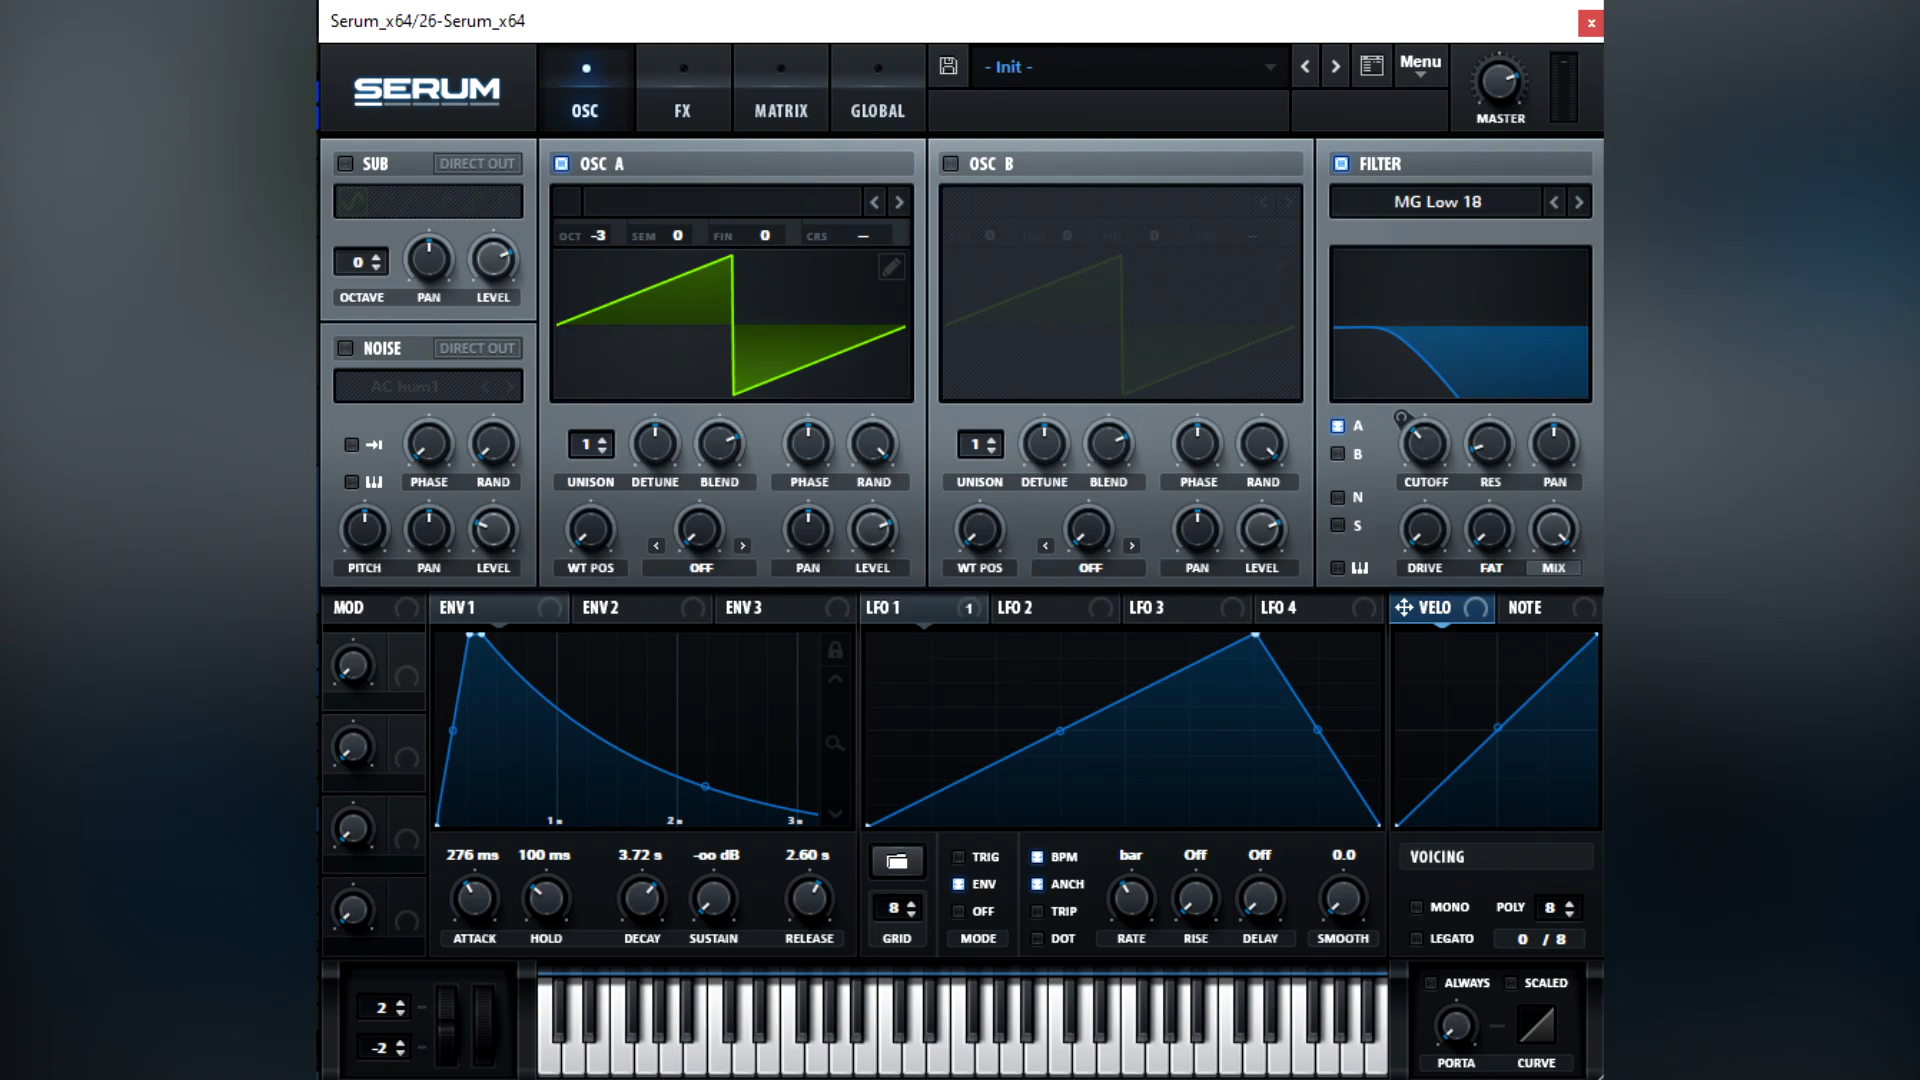 Serum_x64/26-Serum_x64
SERUM
OSC
FX
MATRIX
GLOBAL
- Init -
Menu
MASTER
SUB
DIRECT OUT
0
OCTAVE PAN LEVEL
NOISE
DIRECT OUT
AC hum1
PHASE RAND
PITCH PAN LEVEL
OSC A
OCT -3 SEM 0 FIN 0 CRS --
1
UNISON DETUNE BLEND PHASE RAND
WT POS OFF PAN LEVEL
OSC B
1
UNISON DETUNE BLEND PHASE RAND
WT POS OFF PAN LEVEL
FILTER
MG Low 18
A
B
N
S
CUTOFF RES PAN
DRIVE FAT MIX
MOD
ENV 1 ENV 2 ENV 3
LFO 1 1 LFO 2 LFO 3 LFO 4
VELO NOTE
1s 2s 3s
276 ms 100 ms 3.72 s -oo dB 2.60 s
ATTACK HOLD DECAY SUSTAIN RELEASE
8
GRID
TRIG
ENV
OFF
MODE
BPM
ANCH
TRIP
DOT
bar Off Off 0.0
RATE RISE DELAY SMOOTH
VOICING
MONO POLY 8
LEGATO 0 / 8
2
-2
ALWAYS SCALED
PORTA CURVE